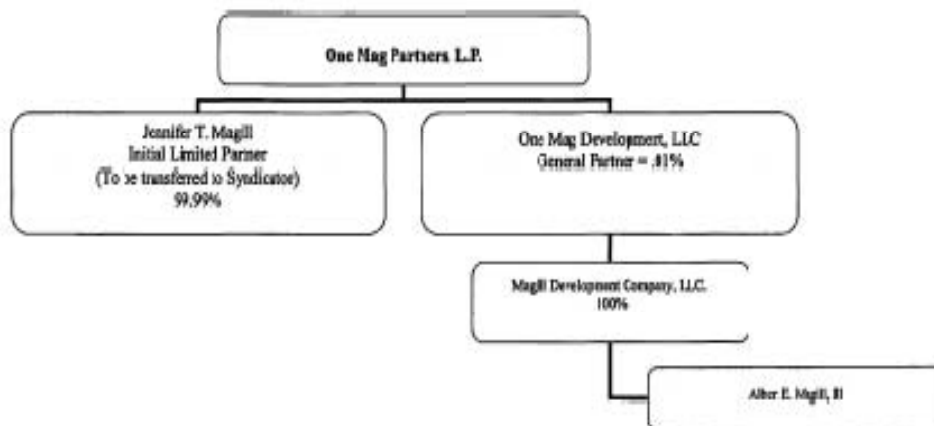 One Mag Partners, L.P.
Jennifer T. Magill
Initial Limited Partner
(To be transferred to Syndicator)
99.99%
One Mag Development, LLC
General Partner = .01%
Magill Development Company, LLC.
100%
E. Magill, III